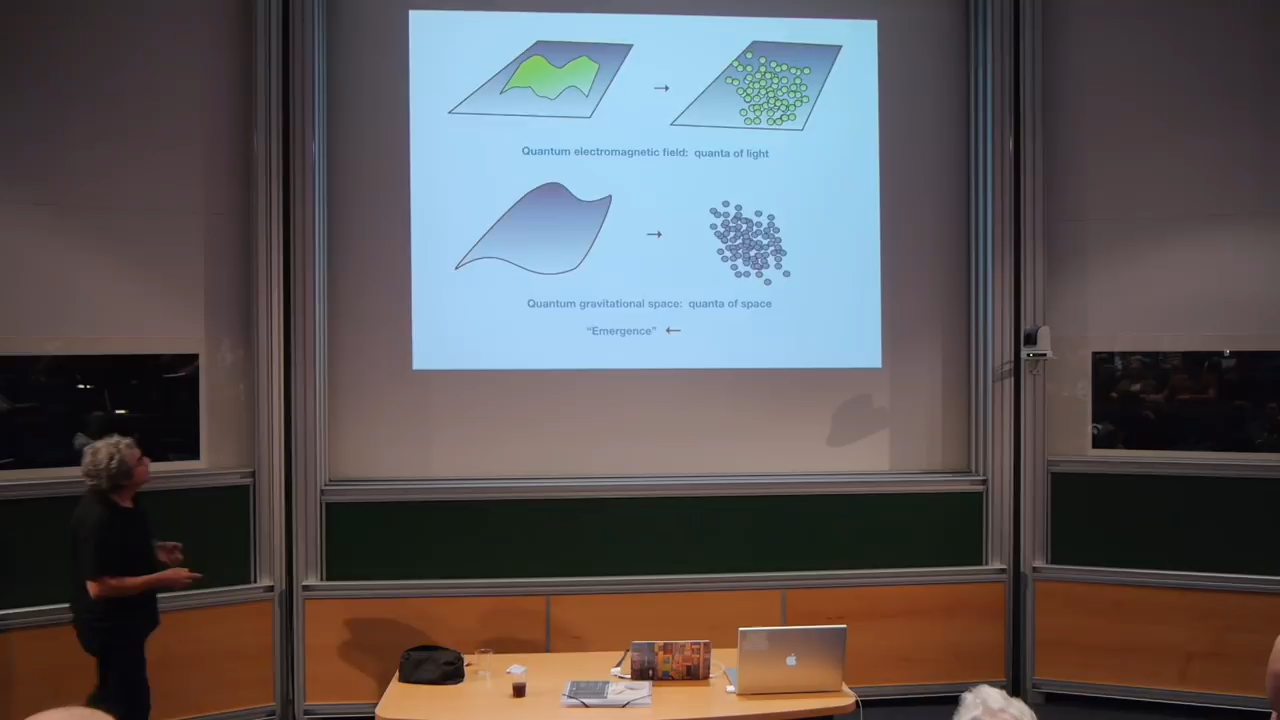 Quantum electromagnetic field: quanta of light
Quantum gravitational space: quanta of space
“Emergence” ←